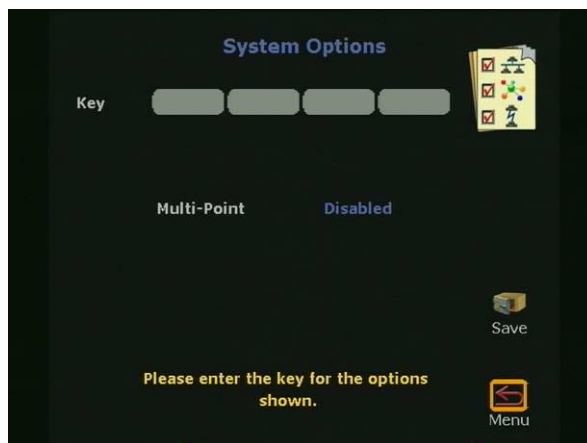 System Options
Key
Multi-Point Disabled
Save
Please enter the key for the options
shown.
Menu